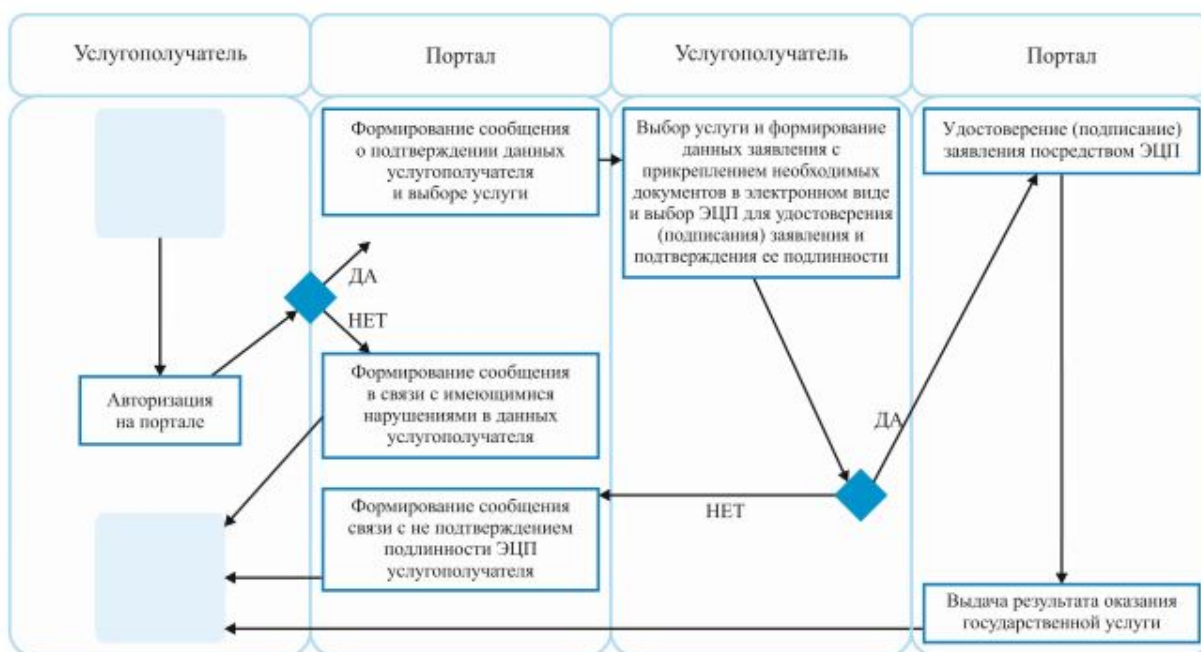 Услугополучатель
Портал
Услугополучатель
Портал
Формирование сообщения
о подтверждении данных
услугополучателя
и выборе услуги
Выбор услуги и формирование
данных заявления с
прикреплением необходимых
документов в электронном виде
и выбор ЭЦП для удостоверения
(подписания) заявления и
подтверждения ее подлинности
Удостоверение (подписание)
заявления посредством ЭЦП
ДА
НЕТ
Авторизация
на портале
Формирование сообщения
в связи с имеющимися
нарушениями в данных
услугополучателя
ДА
НЕТ
Формирование сообщения
связи с не подтверждением
подлинности ЭЦП
услугополучателя
Выдача результата оказания
государственной услуги